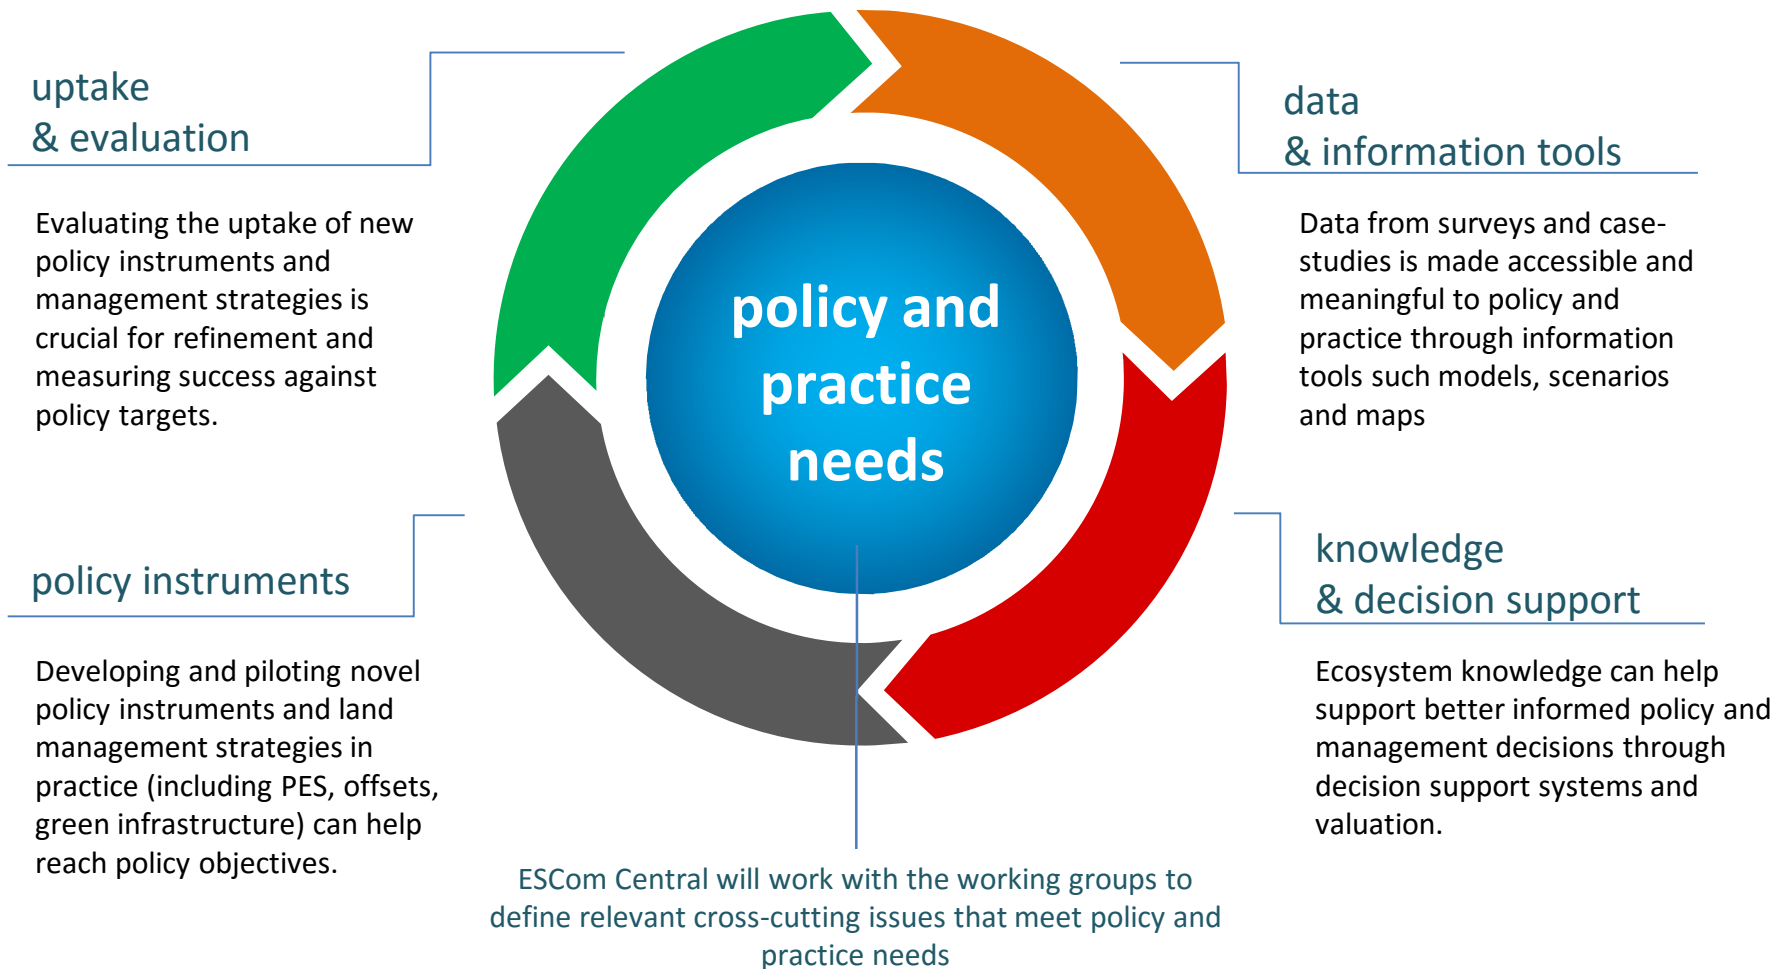 uptake
& evaluation
Evaluating the uptake of new
policy instruments and
management strategies is
crucial for refinement and
measuring success against
policy targets.
data
& information tools
Data from surveys and case-
studies is made accessible and
meaningful to policy and
practice through information
tools such models, scenarios
and maps
policy and
practice
needs
policy instruments
Developing and piloting novel
policy instruments and land
management strategies in
practice (including PES, offsets,
green infrastructure) can help
reach policy objectives.
knowledge
& decision support
Ecosystem knowledge can help
support better informed policy and
management decisions through
decision support systems and
valuation.
ESCom Central will work with the working groups to
define relevant cross-cutting issues that meet policy and
practice needs